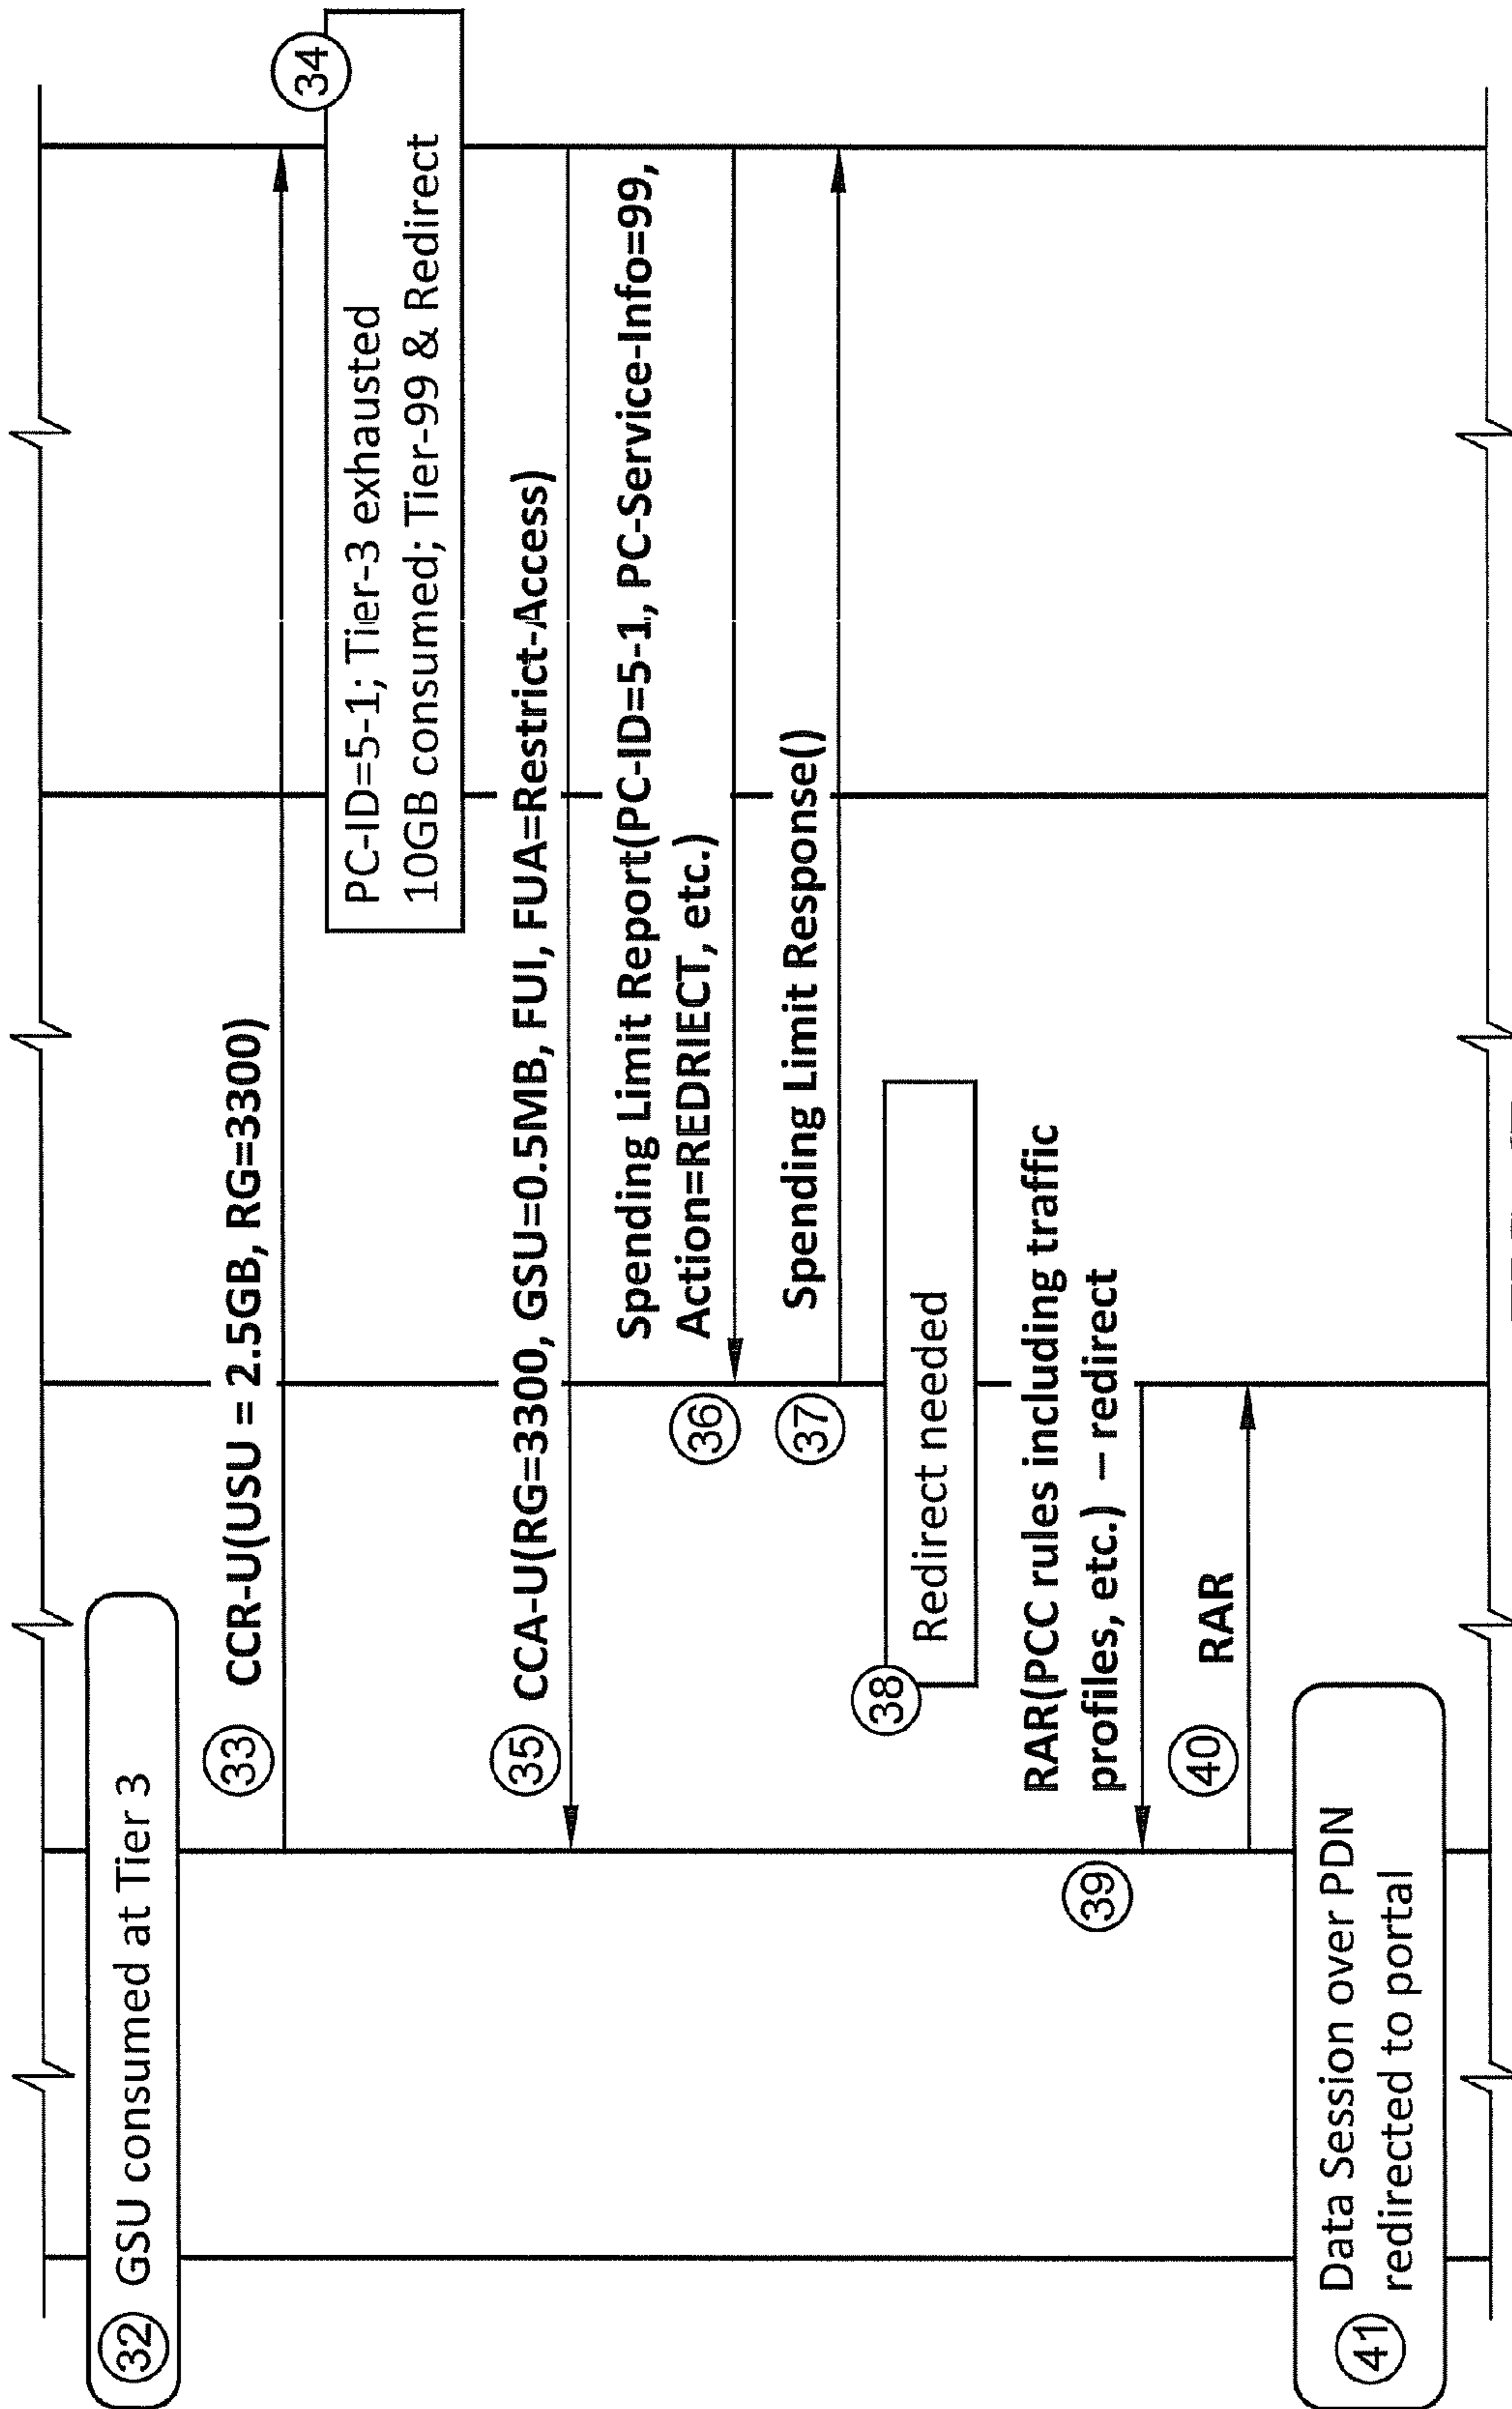 32 GSU consumed at Tier 3
33 CCR-U(USU = 2.5GB, RG=3300)
34
PC-ID=5-1; Tier-3 exhausted
10GB consumed; Tier-99 & Redirect
35 CCA-U(RG=3300, GSU=0.5MB, FUI, FUA=Restrict-Access)
Spending Limit Report(PC-ID=5-1, PC-Service-Info=99,
Action=REDRIECT, etc.)
36
Spending Limit Response()
37
38 Redirect needed
RAR(PCC rules including traffic
profiles, etc.) – redirect
39
40 RAR
41 Data Session over PDN
redirected to portal